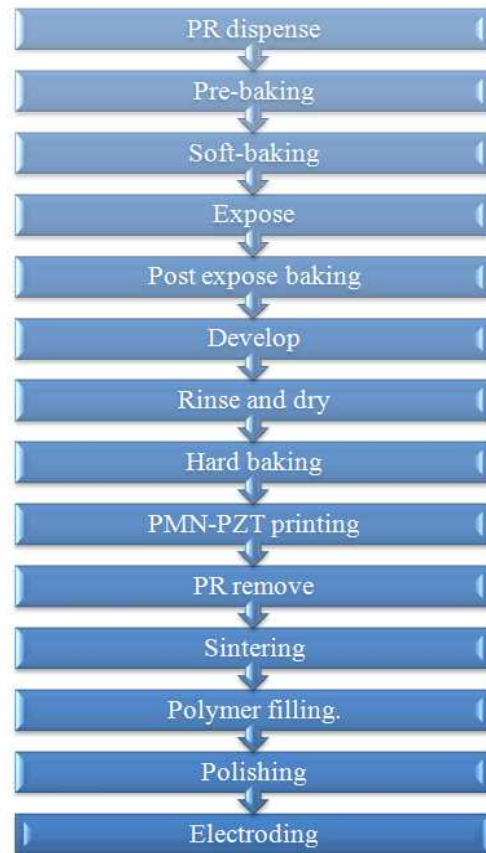 PR dispense
Pre-baking
Soft-baking
Expose
Post expose baking
Develop
Rinse and dry
Hard baking
PMN-PZT printing
PR remove
Sintering
Polymer filling.
Polishing
Electroding